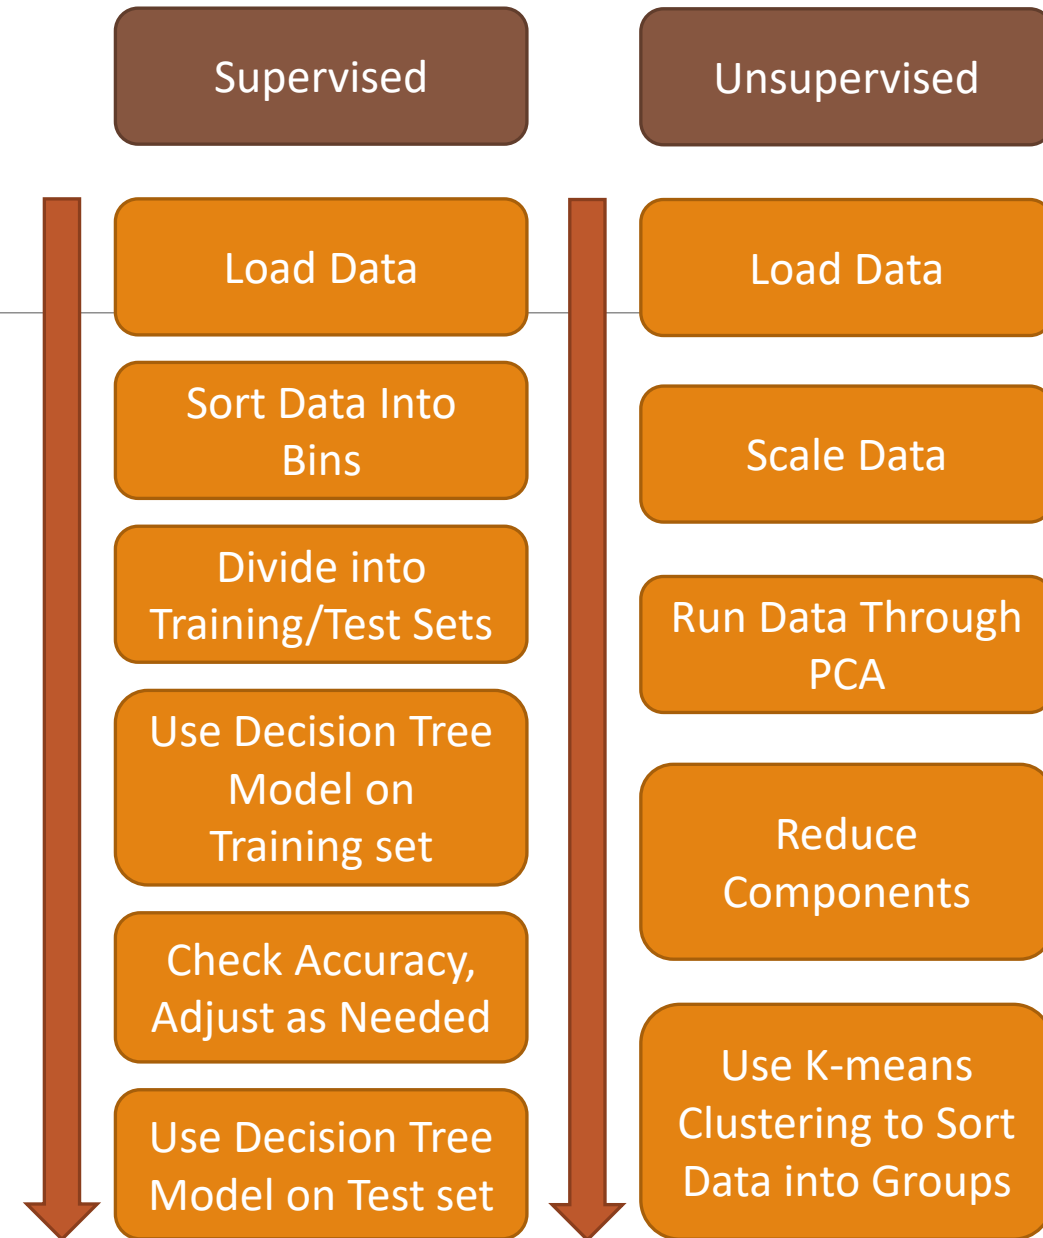 Supervised
Load Data
Sort Data Into
Bins
Divide into
Training/Test Sets
Use Decision Tree
Model on
Training set
Check Accuracy,
Adjust as Needed
Use Decision Tree
Model on Test set
Unsupervised
Load Data
Scale Data
Run Data Through
PCA
Reduce
Components
Use K-means
Clustering to Sort
Data into Groups